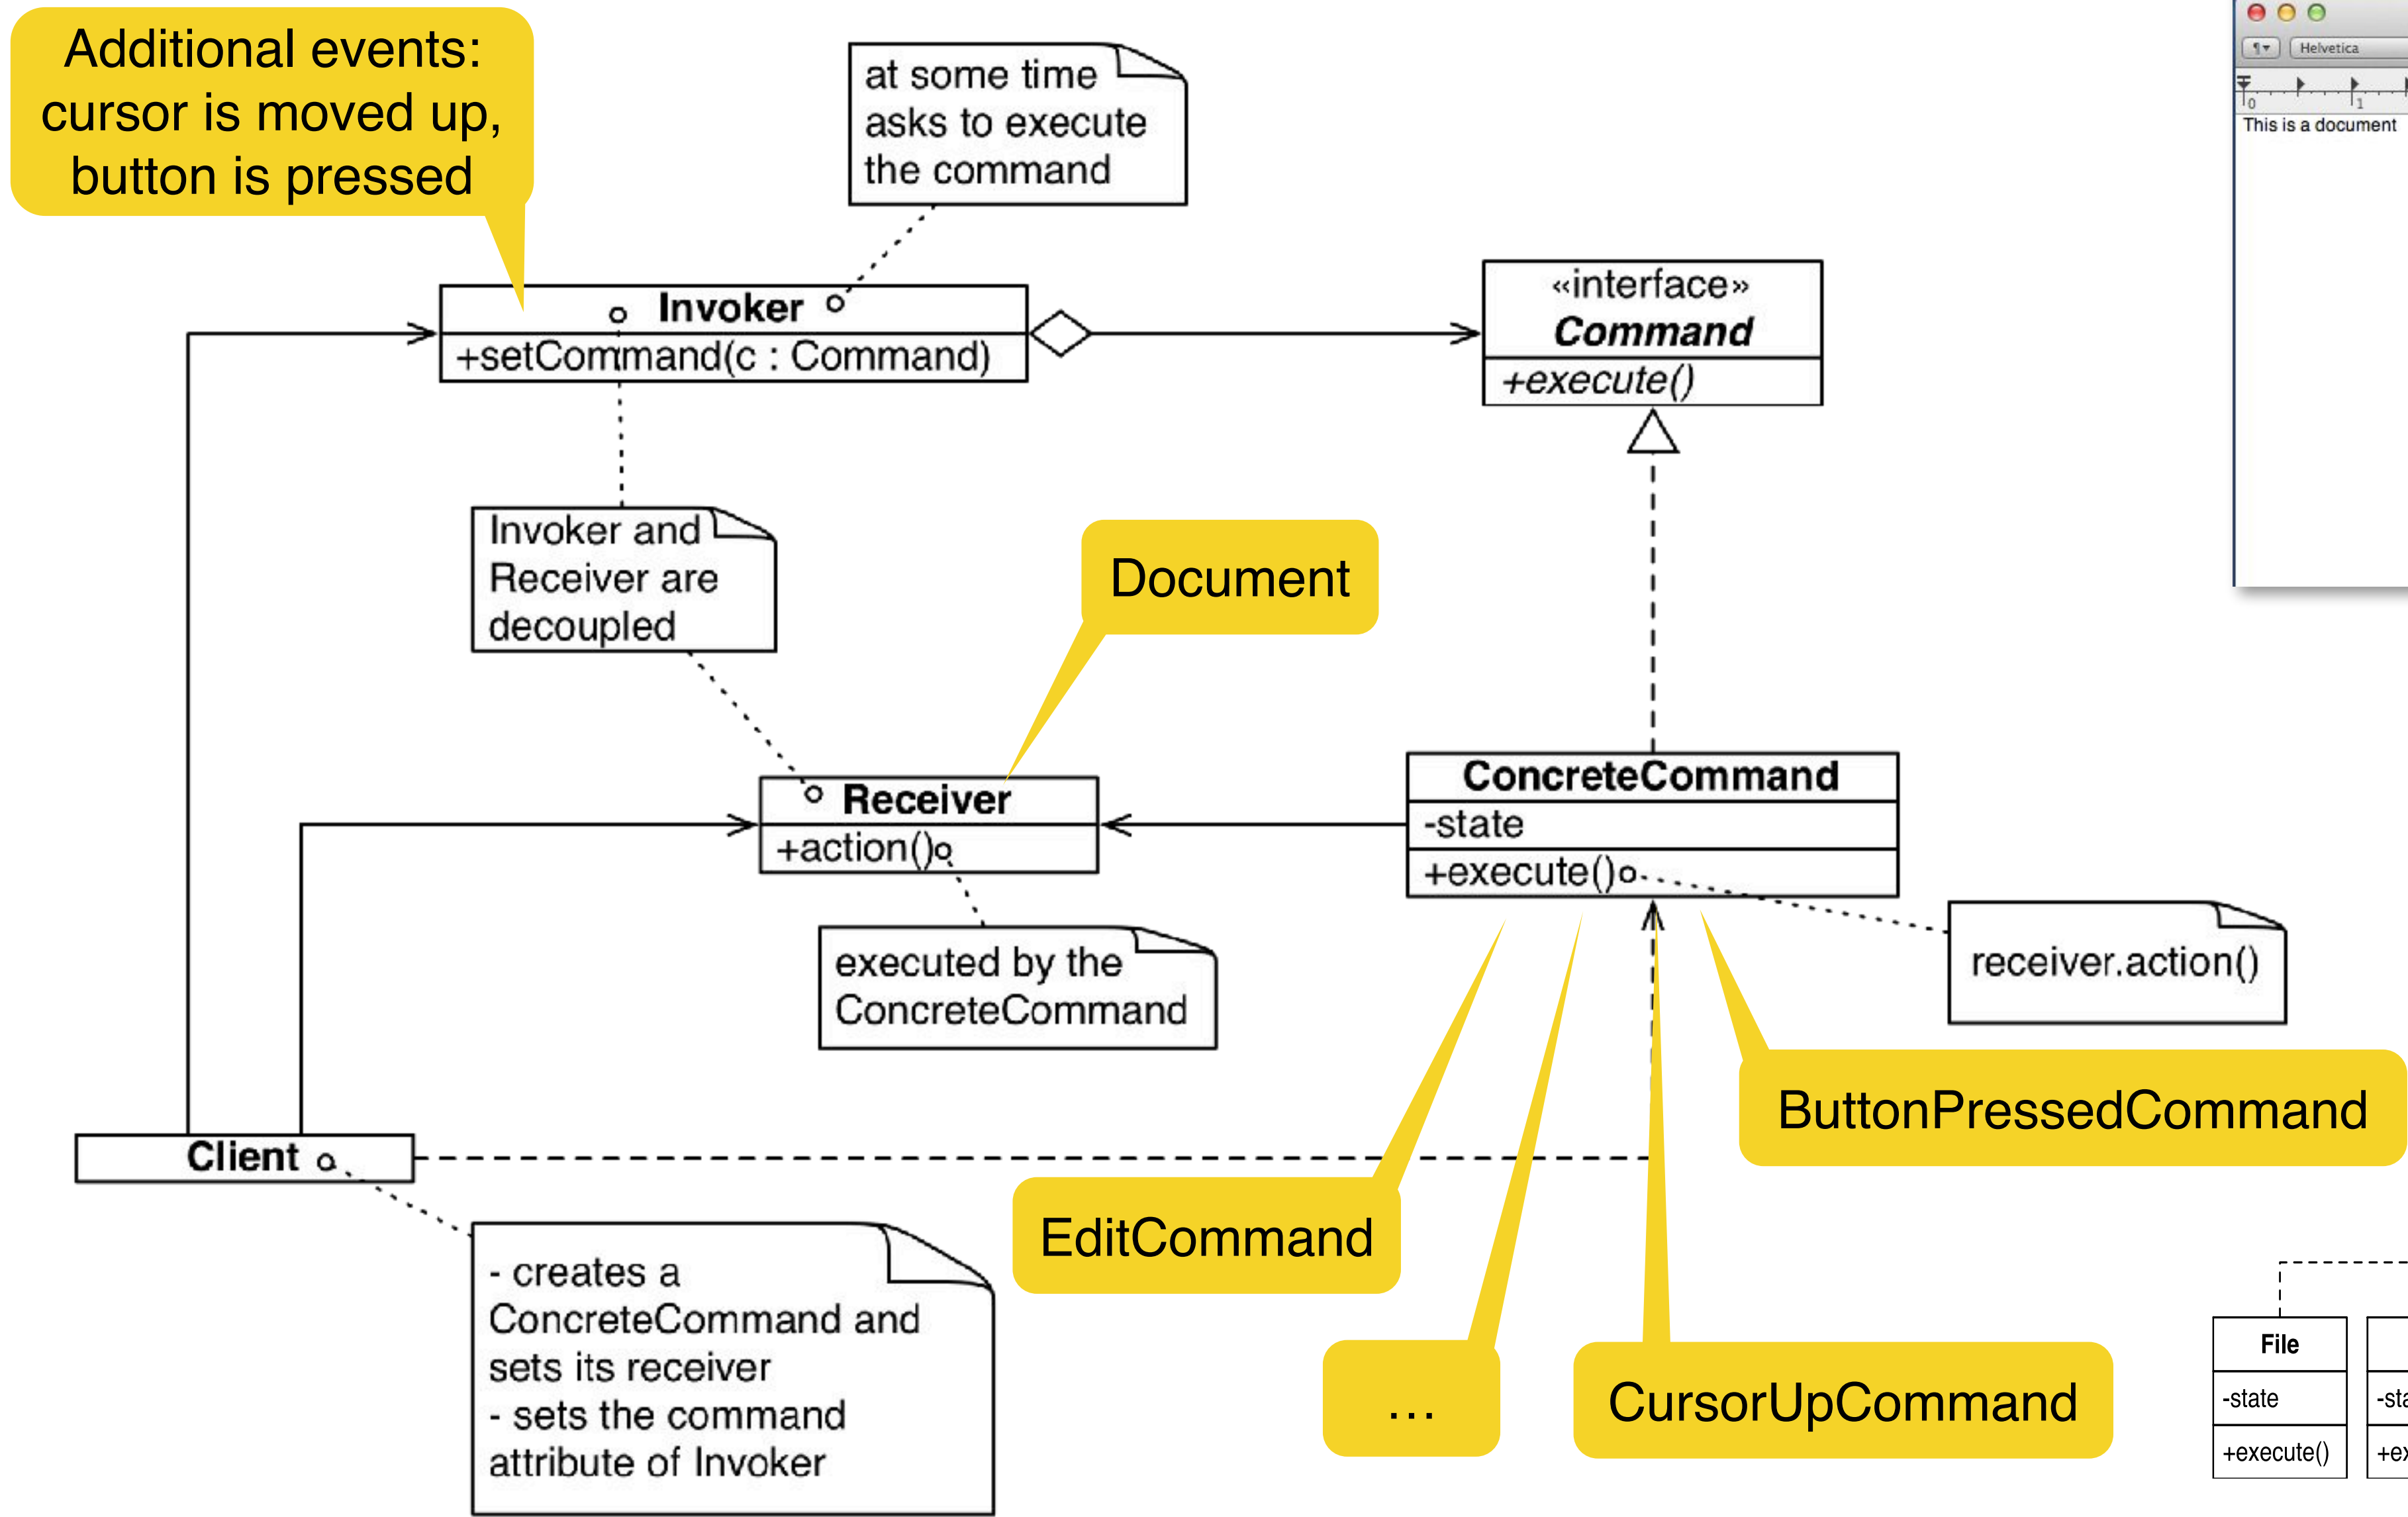 Additional events:
cursor is moved up,
button is pressed
at some time
asks to execute
the command
Helvetica
0
1
This is a document
Invoker
+setCommand(c : Command)
«interface»
Command
+execute()
Invoker and
Receiver are
decoupled
Document
Receiver
+action()
ConcreteCommand
-state
+execute()
executed by the
ConcreteCommand
receiver.action()
ButtonPressedCommand
Client
EditCommand
- creates a
ConcreteCommand and
sets its receiver
- sets the command
attribute of Invoker
...
CursorUpCommand
File
-state
+execute()